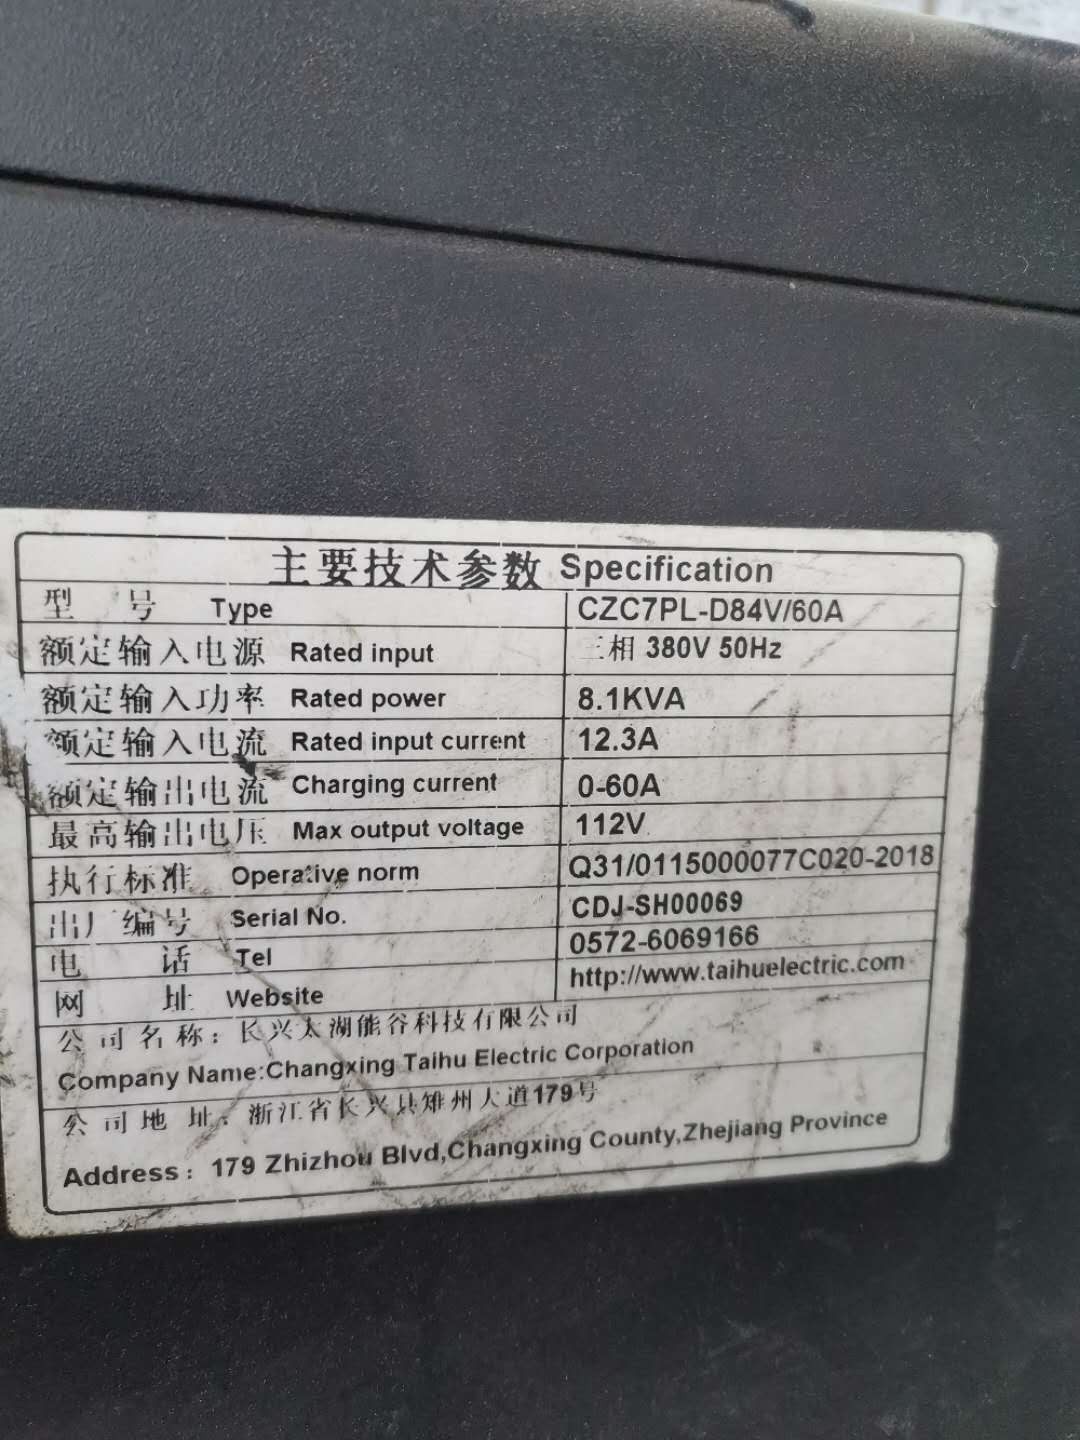 主要技术参数 Specification
型 号 Type CZC7PL-D84V/60A
额定输入电源 Rated input 三相 380V 50Hz
额定输入功率 Rated power 8.1KVA
额定输入电流 Rated input current 12.3A
额定输出电流 Charging current 0-60A
最高输出电压 Max output voltage 112V
执行标准 Operative norm Q31/0115000077C020-2018
出厂编号 Serial No. CDJ-SH00069
电 话 Tel 0572-6069166
网 址 Website http://www.taihuelectric.com
公司名称：长兴太湖能谷科技有限公司
Company Name:Changxing Taihu Electric Corporation
公司地址：浙江省长兴县雉州大道179号
Address：179 Zhizhou Blvd,Changxing County,Zhejiang Province